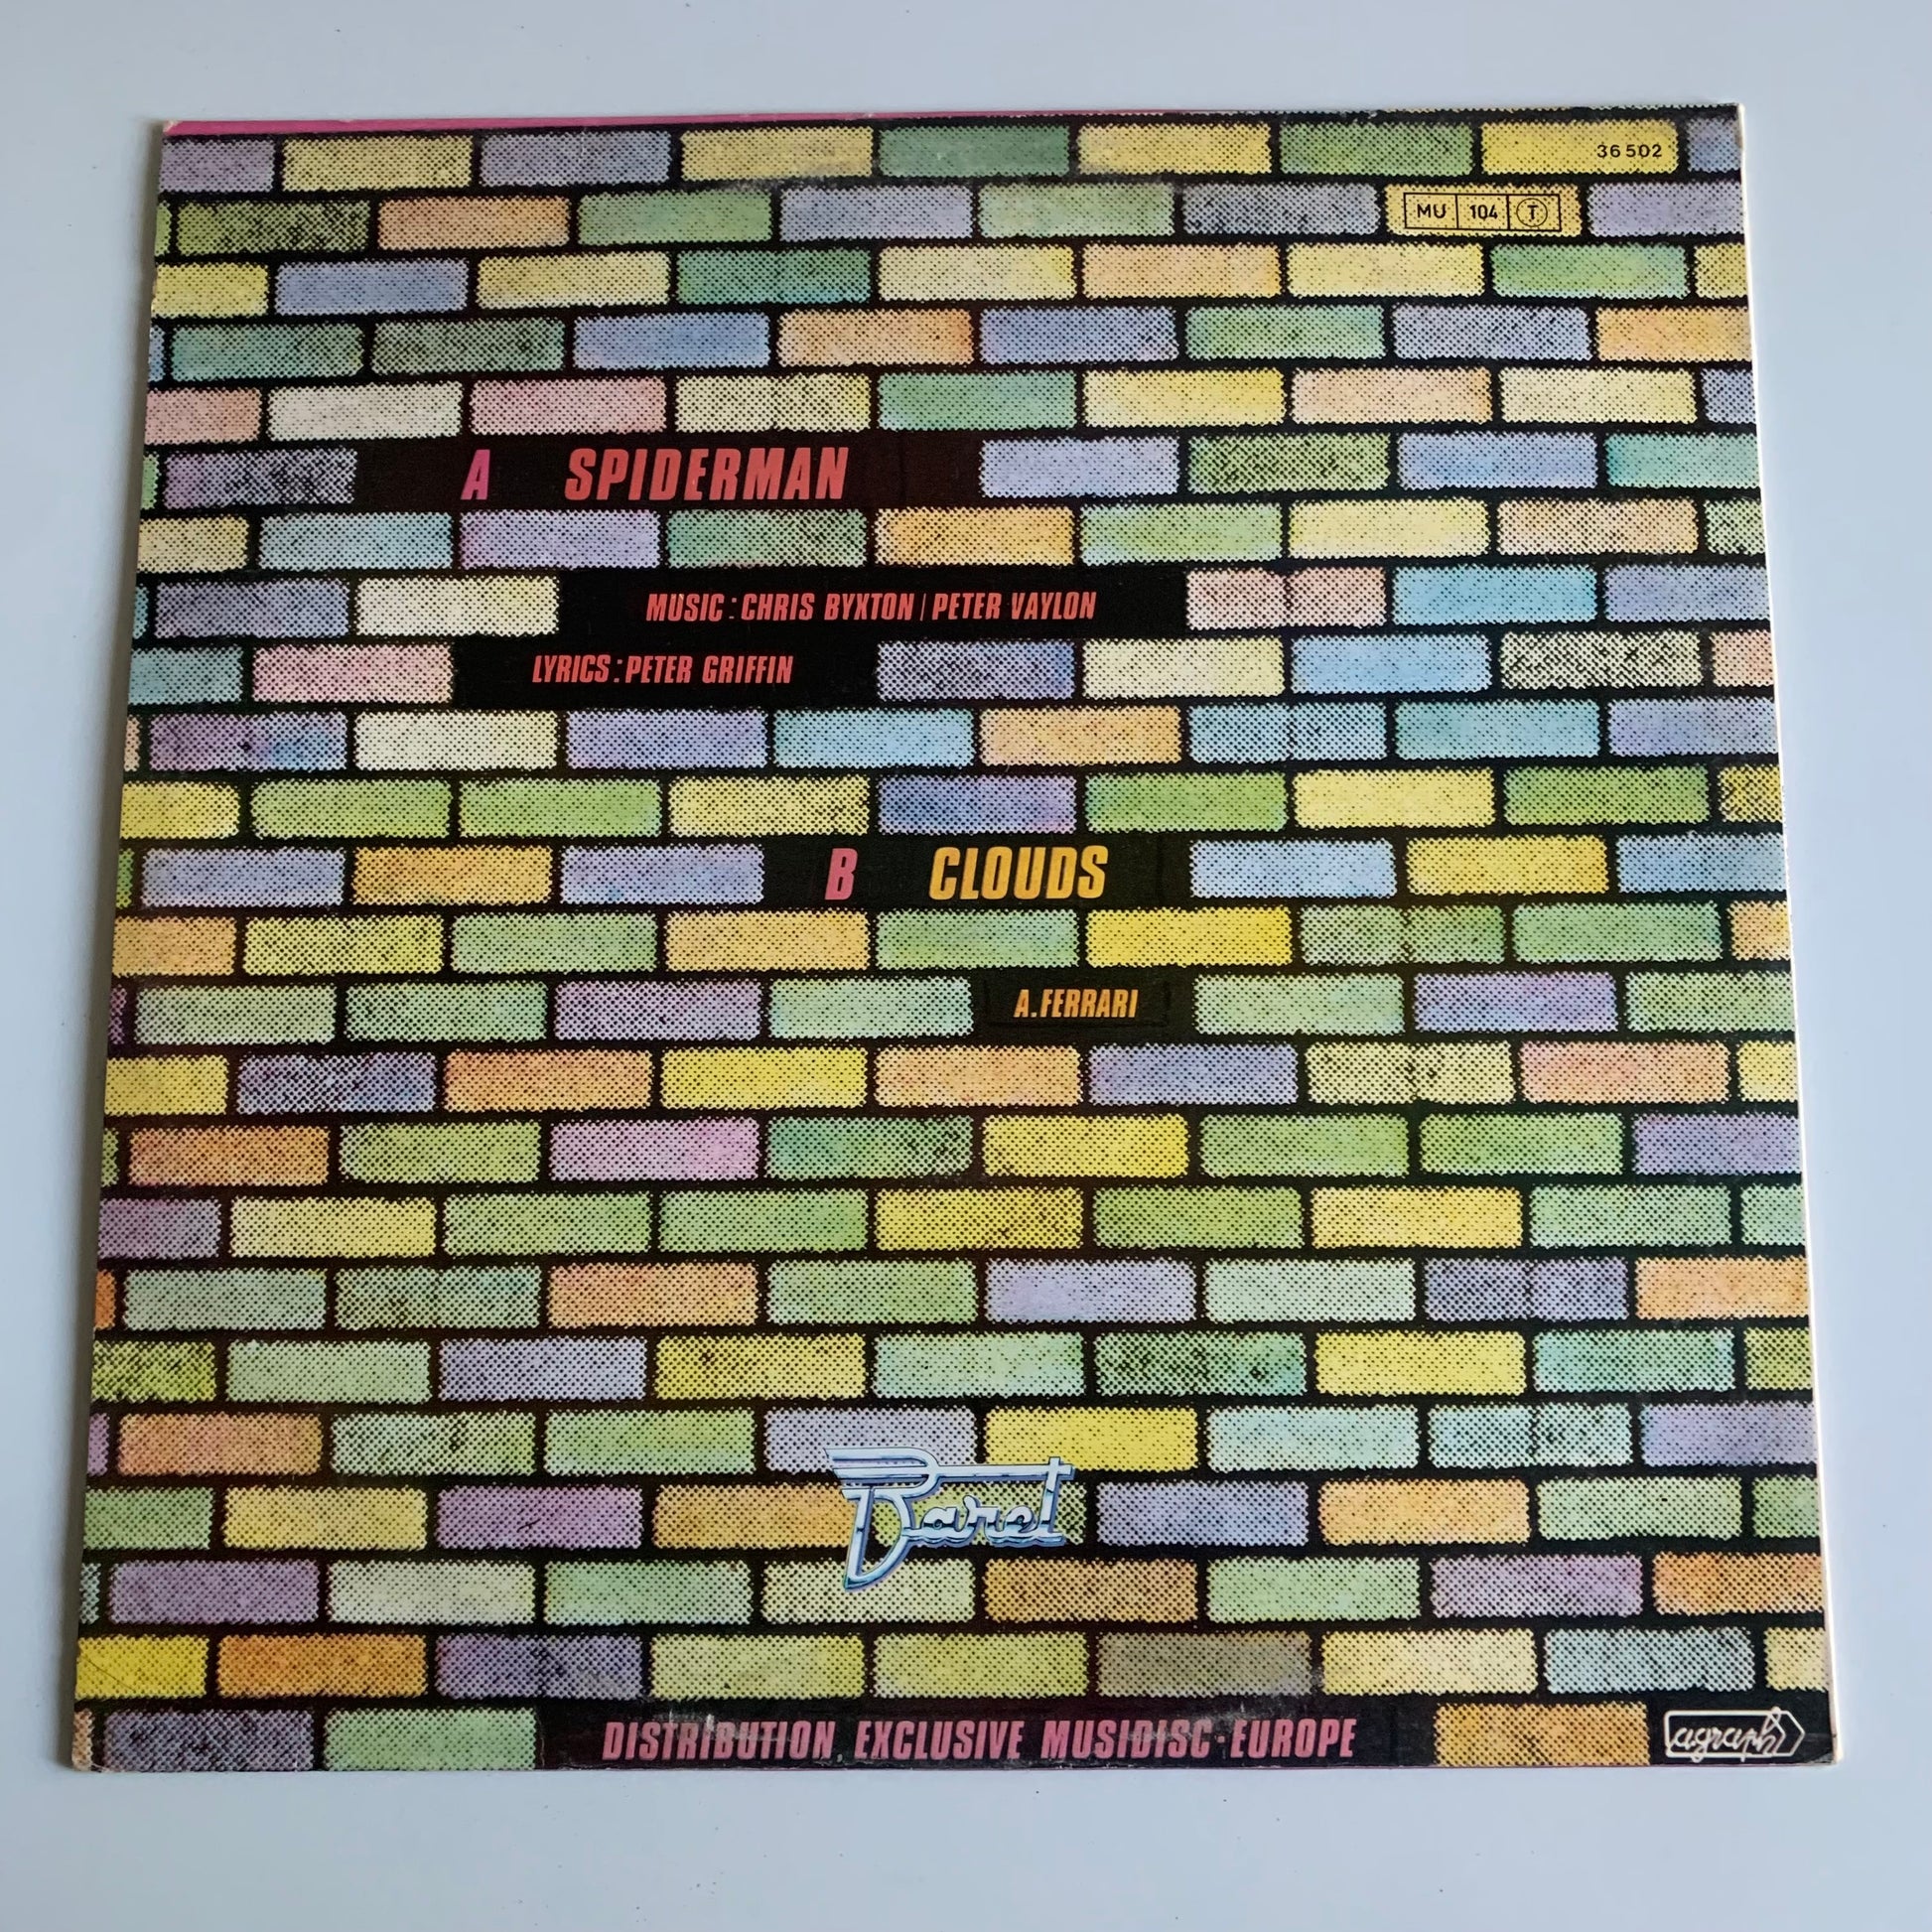 36 502
MU 104 T
A SPIDERMAN
MUSIC : CHRIS BYXTON | PETER VAYLON
LYRICS : PETER GRIFFIN
B CLOUDS
A. FERRARI
Baret
DISTRIBUTION EXCLUSIVE MUSIDISC-EUROPE
agraph